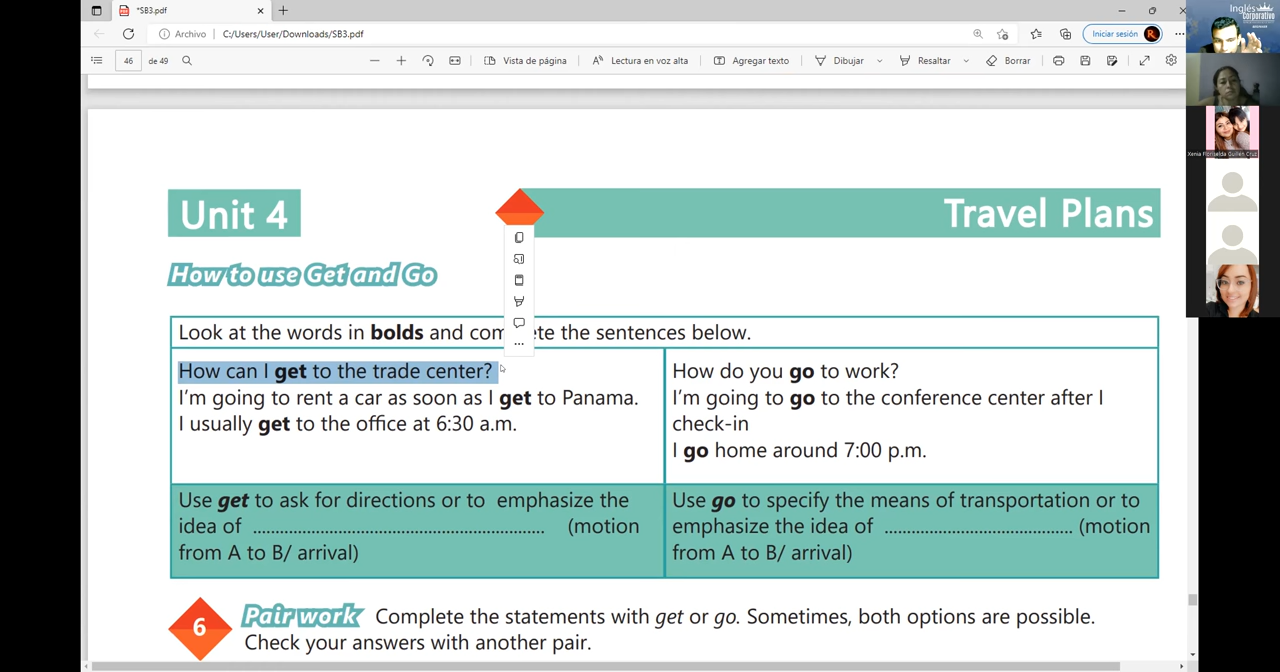 *SB3.pdf
Archivo
C:/Users/User/Downloads/SB3.pdf
Iniciar sesión
R
46
de 49
Vista de página
Lectura en voz alta
Agregar texto
Dibujar
Resaltar
Borrar
Inglés
Corporativo
Xenia Floriselda Guillén Cruz
Unit 4
Travel Plans
How to use Get and Go
Look at the words in bolds and com te the sentences below.
How can I get to the trade center?
I'm going to rent a car as soon as I get to Panama.
I usually get to the office at 6:30 a.m.
How do you go to work?
I'm going to go to the conference center after I
check-in
I go home around 7:00 p.m.
Use get to ask for directions or to emphasize the
idea of ........................................................ (motion
from A to B/ arrival)
Use go to specify the means of transportation or to
emphasize the idea of .................................... (motion
from A to B/ arrival)
6
Pair work Complete the statements with get or go. Sometimes, both options are possible.
Check your answers with another pair.